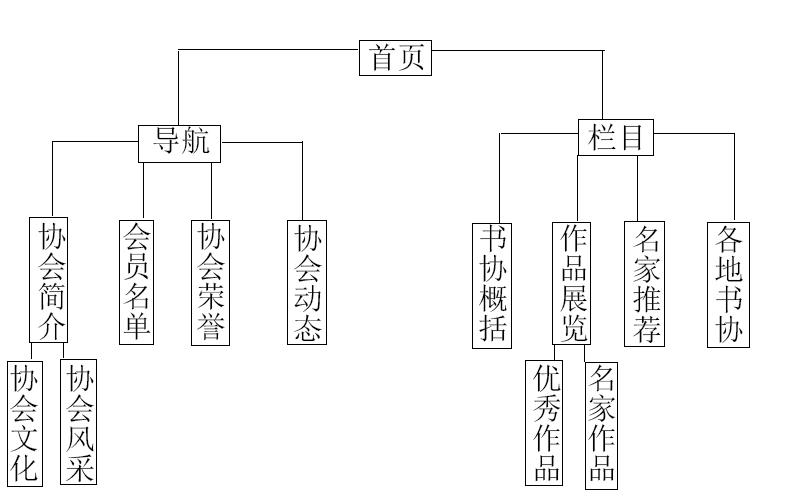 首页
导航
栏目
协会简介
会员名单
协会荣誉
协会动态
书协概括
作品展览
名家推荐
各地书协
协会文化
协会风采
优秀作品
名家作品